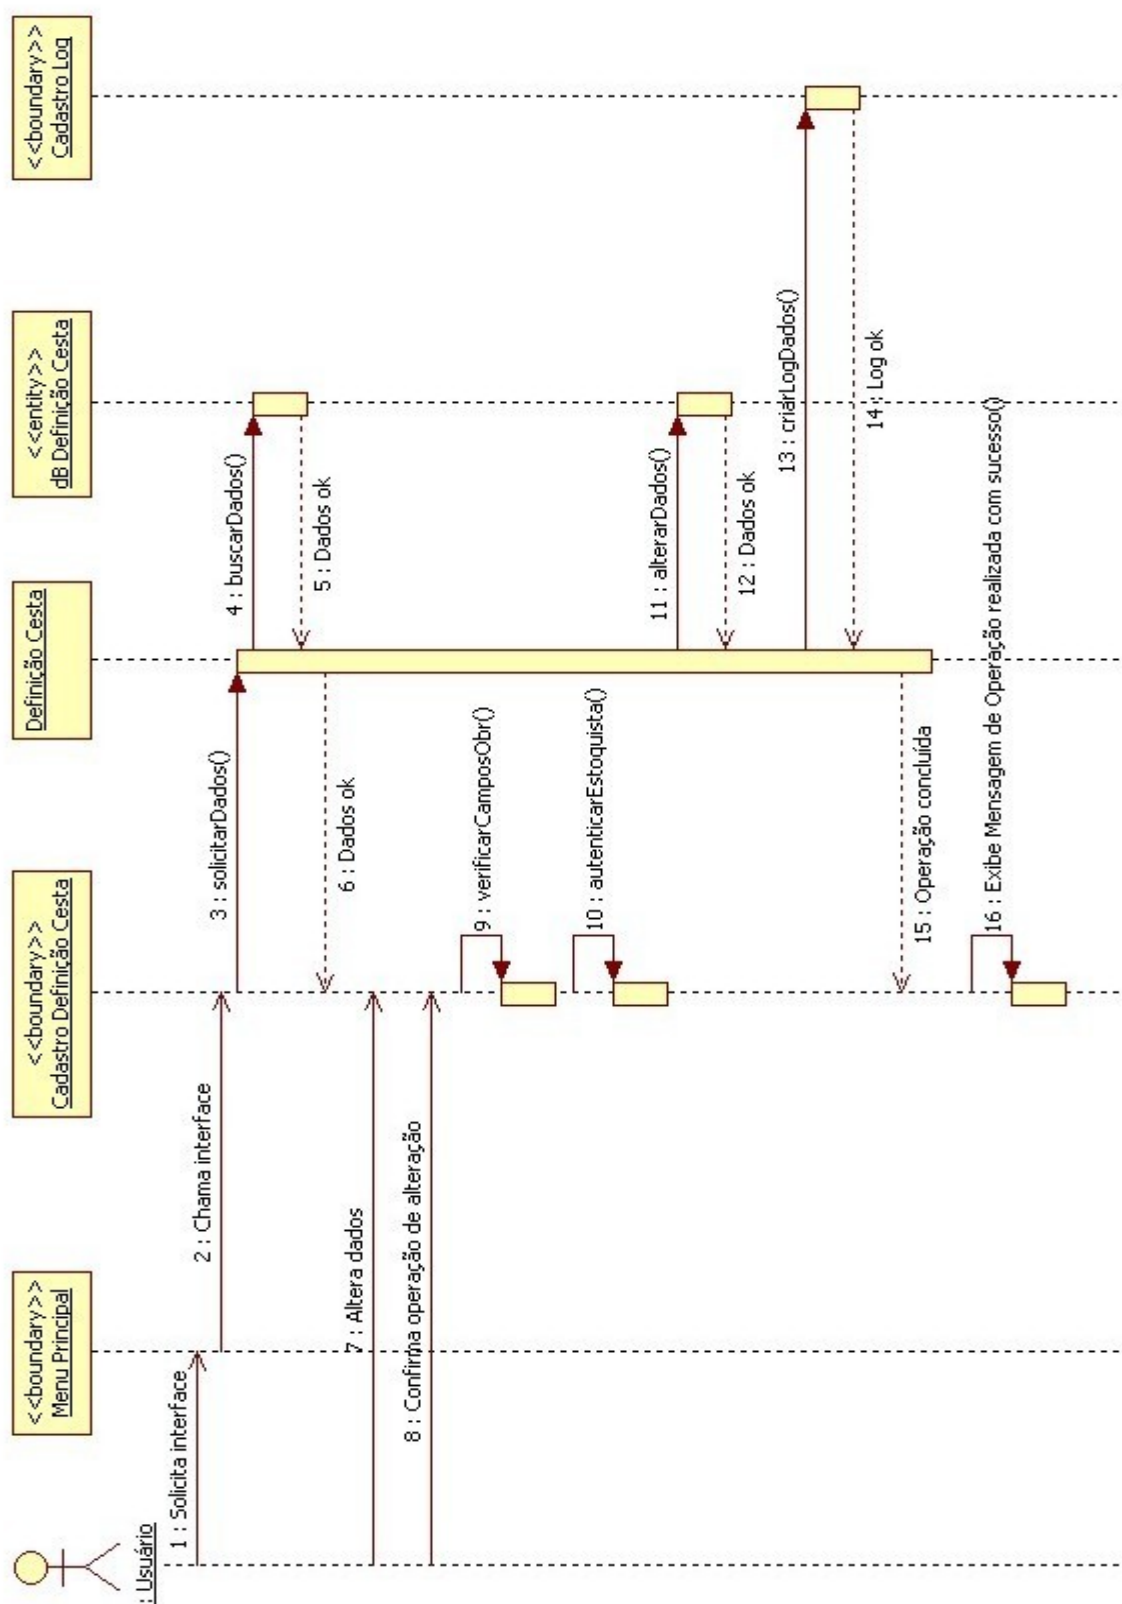 : Usuário
<<boundary>>
Menu Principal
<<boundary>>
Cadastro Definição Cesta
Definição Cesta
<<entity>>
dB Definição Cesta
<<boundary>>
Cadastro Log
1 : Solicita interface
2 : Chama interface
3 : solicitarDados()
4 : buscarDados()
5 : Dados ok
6 : Dados ok
7 : Altera dados
8 : Confirma operação de alteração
9 : verificarCamposObr()
10 : autenticarEstoquista()
11 : alterarDados()
12 : Dados ok
13 : criarLogDados()
14 : Log ok
15 : Operação concluída
16 : Exibe Mensagem de Operação realizada com sucesso()